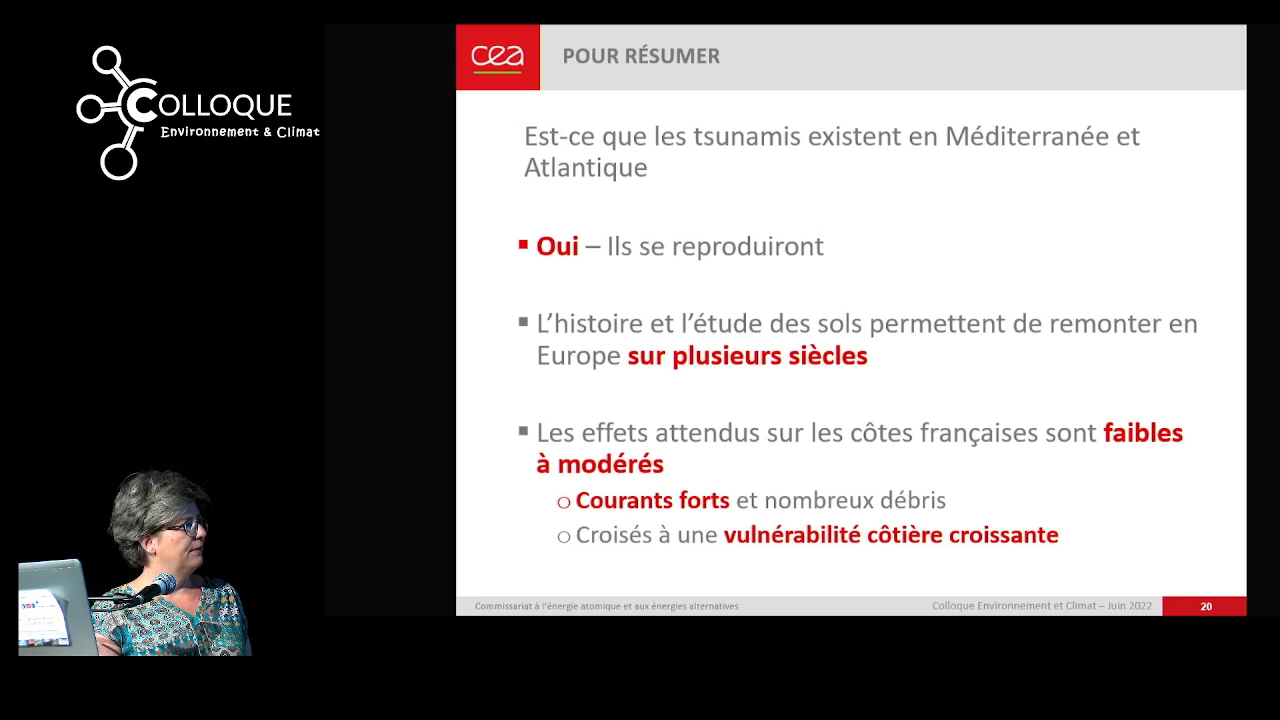 COLLOQUE
Environnement & Climat
cea
POUR RÉSUMER
Est-ce que les tsunamis existent en Méditerranée et
Atlantique
Oui – Ils se reproduiront
L’histoire et l’étude des sols permettent de remonter en
Europe sur plusieurs siècles
Les effets attendus sur les côtes françaises sont faibles
à modérés
Courants forts et nombreux débris
Croisés à une vulnérabilité côtière croissante
Commissariat à l’énergie atomique et aux énergies alternatives
Colloque Environnement et Climat – Juin 2022
20